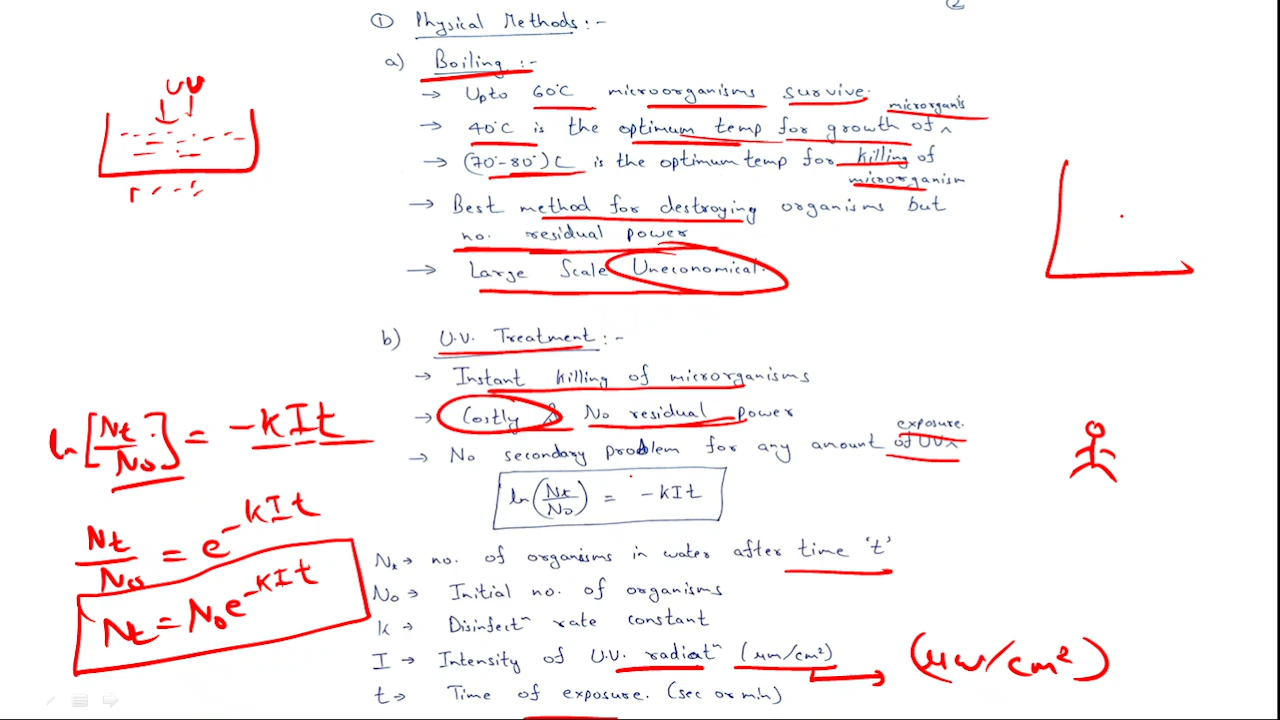 ②
① Physical Methods :-
a) Boiling :-
UV
→ Upto 60°C microorganisms survive.
→ 40°C is the optimum temp for growth of ^ microrganis
→ (70°-80°)C is the optimum temp for killing of
microorganism
→ Best method for destroying organisms but
no. residual power
→ Large Scale Uneconomical.
b) U.V. Treatment :-
→ Instant killing of microrganisms
→ Costly & No residual power
→ No secondary problem for any amount of UV ^ exposure.
ln(Nt/No) = -kIt
ln[Nt/No] = -kIt
Nt/No = e^-kIt
Nt = No e^-kIt
Nt → no. of organisms in water after time 't'
No → Initial no. of organisms
k → Disinfectⁿ rate constant
I → Intensity of U.V. radiatⁿ (μm/cm²) → (μw/cm²)
t → Time of exposure. (sec or min)